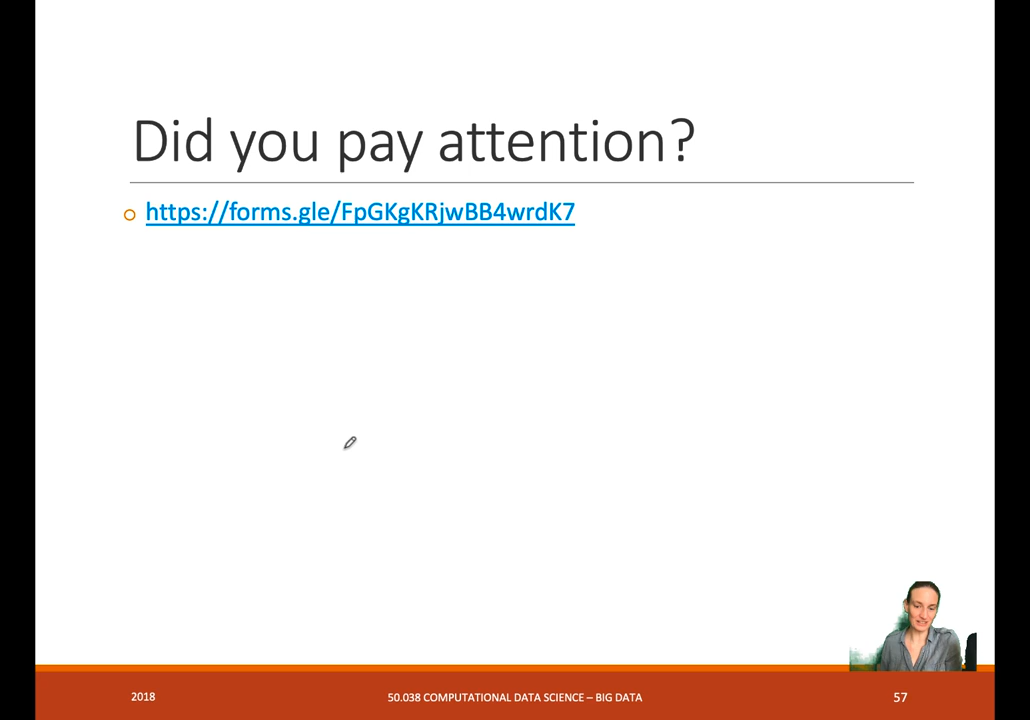 Did you pay attention?
https://forms.gle/FpGKgKRjwBB4wrdK7
2018
50.038 COMPUTATIONAL DATA SCIENCE – BIG DATA
57